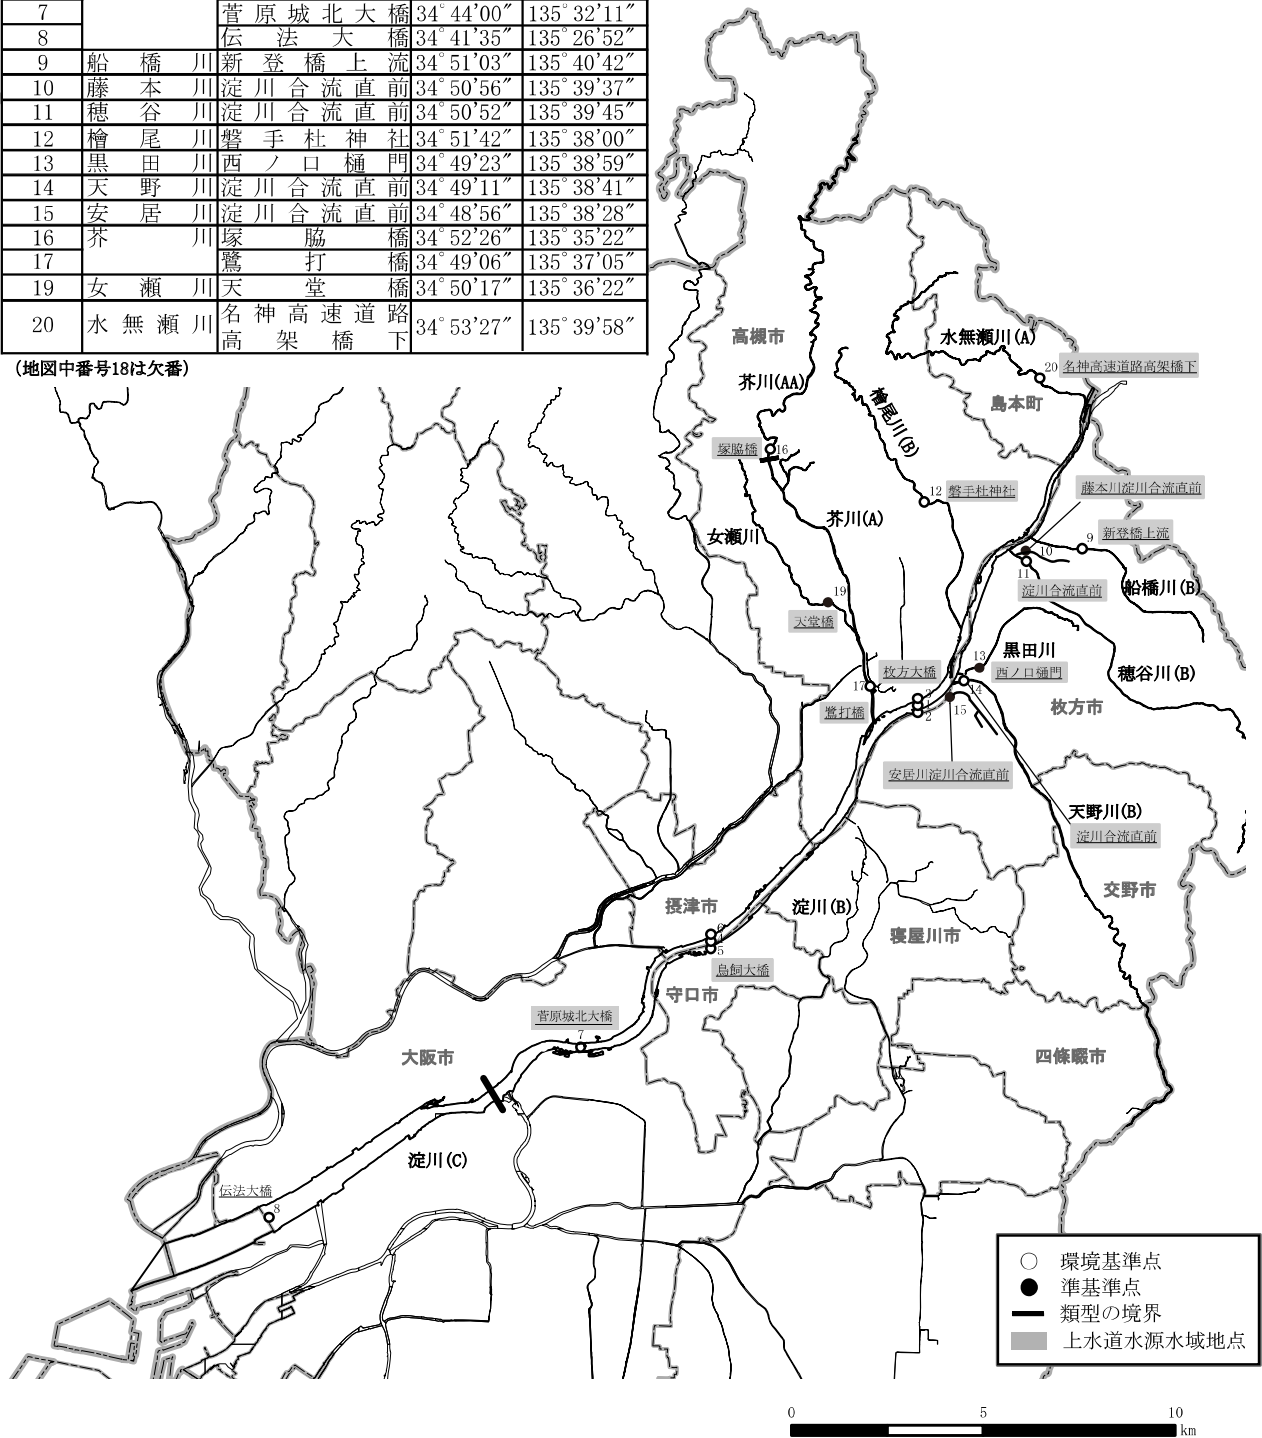 7 菅原城北大橋 34°44’00” 135°32’11”
8 伝法大橋 34°41’35” 135°26’52”
9 船橋川 新登橋上流 34°51’03” 135°40’42”
10 藤本川 淀川合流直前 34°50’56” 135°39’37”
11 穂谷川 淀川合流直前 34°50’52” 135°39’45”
12 檜尾川 磐手杜神社 34°51’42” 135°38’00”
13 黒田川 西ノ口樋門 34°49’23” 135°38’59”
14 天野川 淀川合流直前 34°49’11” 135°38’41”
15 安居川 淀川合流直前 34°48’56” 135°38’28”
16 芥川 塚脇橋 34°52’26” 135°35’22”
17 鷺打橋 34°49’06” 135°37’05”
19 女瀬川 天堂橋 34°50’17” 135°36’22”
20 水無瀬川 名神高速道路
高架橋下 34°53’27” 135°39’58”
(地図中番号18は欠番)
高槻市
水無瀬川(A)
20 名神高速道路高架橋下
芥川(AA)
檜尾川(B)
島本町
塚脇橋
16
12 磐手杜神社
藤本川淀川合流直前
芥川(A)
女瀬川
新登橋上流
9
10
11
淀川合流直前
船橋川(B)
19
天堂橋
黒田川
13
枚方大橋
西ノ口樋門
穂谷川(B)
17
14
3
1
2
15
鷺打橋
枚方市
安居川淀川合流直前
天野川(B)
淀川合流直前
交野市
摂津市
淀川(B)
寝屋川市
6
4
5
鳥飼大橋
守口市
菅原城北大橋
7
大阪市
四條畷市
淀川(C)
伝法大橋
8
○ 環境基準点
● 準基準点
類型の境界
上水道水源水域地点
0 5 10
km